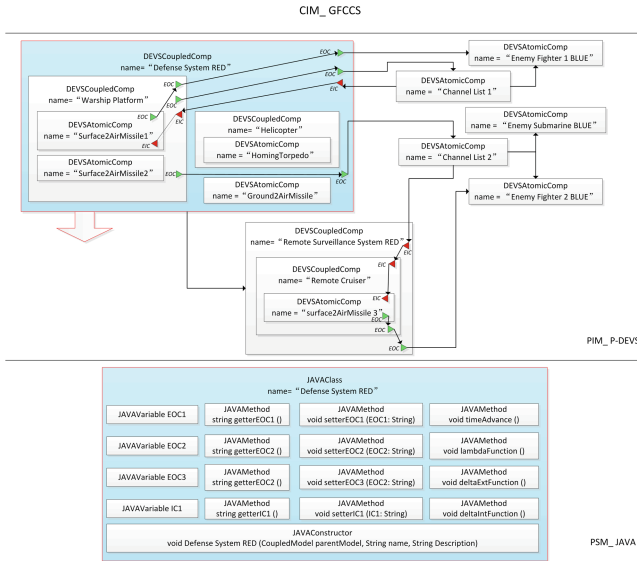 CIM_ GFCCS
DEVSCoupledComp
name= “Defense System RED”
EOC
EOC
EIC
DEVSAtomicComp
name = “Enemy Fighter 1 BLUE”
DEVSAtomicComp
name = “Channel List 1”
DEVSCoupledComp
name= “Warship Platform”
EOC
EOC
EIC
DEVSAtomicComp
name = “Surface2AirMissile1”
EIC
DEVSAtomicComp
name = “Surface2AirMissile2”
EOC
DEVSCoupledComp
name= “Helicopter”
DEVSAtomicComp
name = “HomingTorpedo”
EOC
DEVSAtomicComp
name = “Ground2AirMissile”
DEVSAtomicComp
name = “Enemy Submarine BLUE”
DEVSAtomicComp
name = “Channel List 2”
DEVSAtomicComp
name = “Enemy Fighter 2 BLUE”
DEVSCoupledComp
name= “Remote Surveillance System RED”
EIC
DEVSCoupledComp
name= “Remote Cruiser”
EIC
DEVSAtomicComp
name = “surface2AirMissile 3”
EIC
EOC
EOC
EOC
PIM_ P-DEVS
JAVAClass
name= “Defense System RED”
JAVAVariable EOC1
JAVAMethod
string getterEOC1 ()
JAVAMethod
void setterEOC1 (EOC1: String)
JAVAMethod
void timeAdvance ()
JAVAVariable EOC2
JAVAMethod
string getterEOC2 ()
JAVAMethod
void setterEOC2 (EOC2: String)
JAVAMethod
void lambdaFunction ()
JAVAVariable EOC3
JAVAMethod
string getterEOC2 ()
JAVAMethod
void setterEOC3 (EOC2: String)
JAVAMethod
void deltaExtFunction ()
JAVAVariable IC1
JAVAMethod
string getterIC1 ()
JAVAMethod
void setterIC1 (IC1: String)
JAVAMethod
void deltaIntFunction ()
JAVAConstructor
void Defense System RED (CoupledModel parentModel, String name, String Description)
PSM_ JAVA